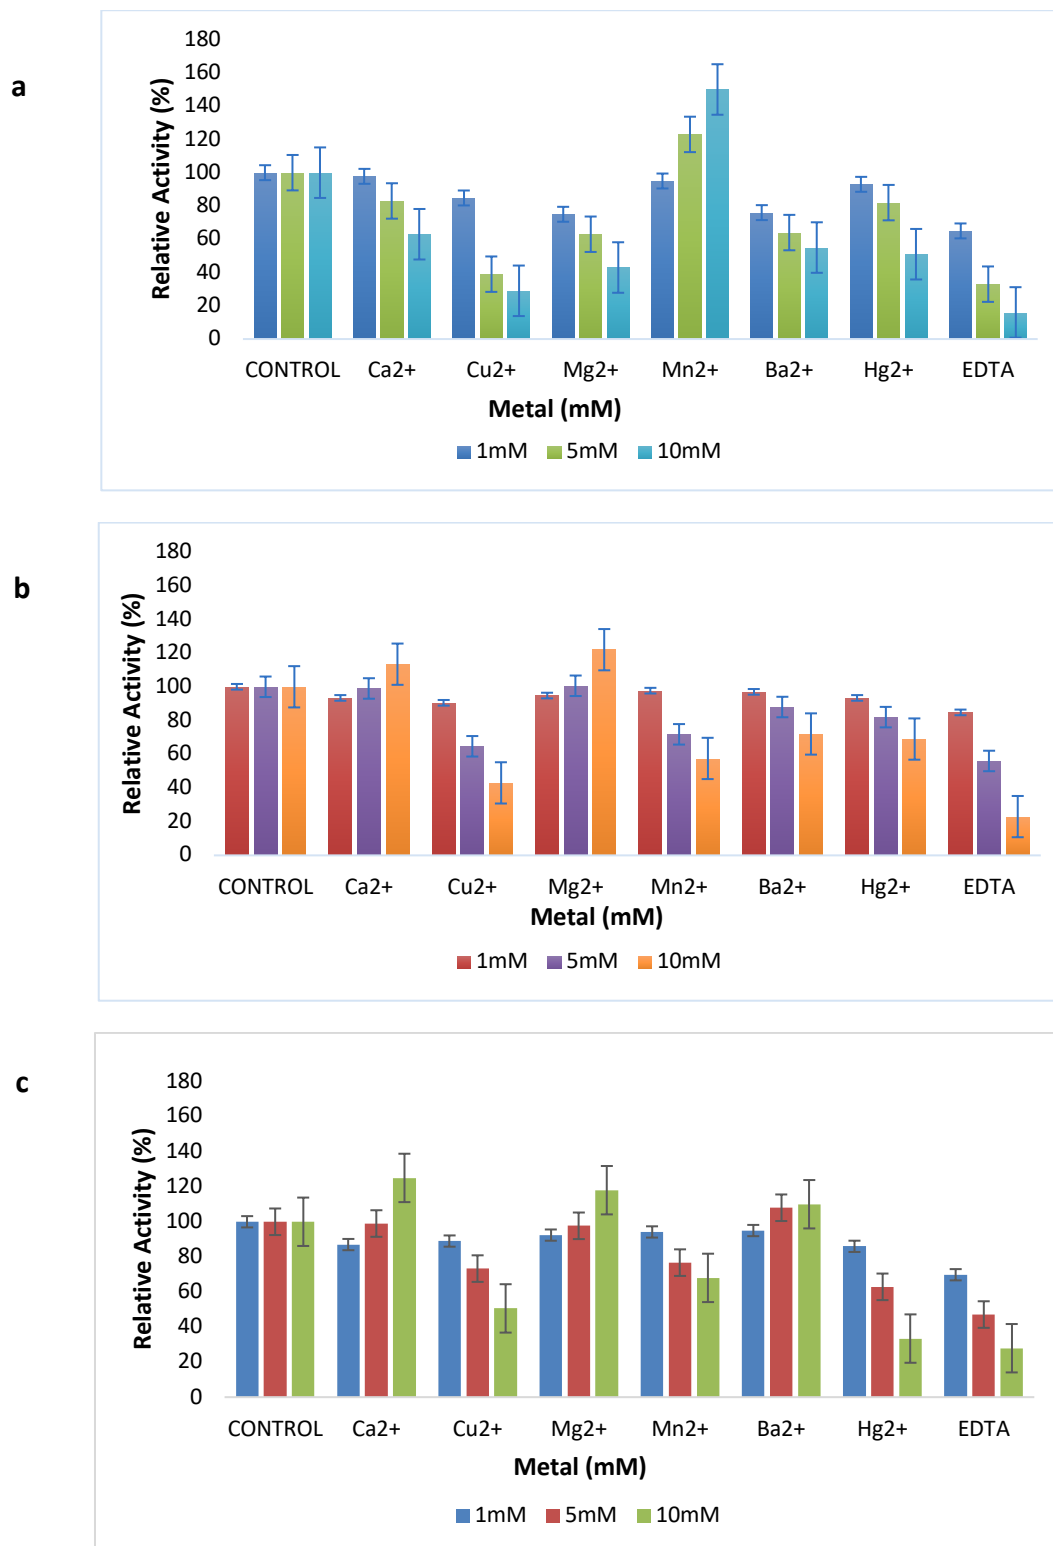 a
Relative Activity (%)
180
160
140
120
100
80
60
40
20
0
CONTROL Ca2+ Cu2+ Mg2+ Mn2+ Ba2+ Hg2+ EDTA
Metal (mM)
1mM 5mM 10mM
b
Relative Activity (%)
180
160
140
120
100
80
60
40
20
0
CONTROL Ca2+ Cu2+ Mg2+ Mn2+ Ba2+ Hg2+ EDTA
Metal (mM)
1mM 5mM 10mM
c
Relative Activity (%)
180
160
140
120
100
80
60
40
20
0
CONTROL Ca2+ Cu2+ Mg2+ Mn2+ Ba2+ Hg2+ EDTA
Metal (mM)
1mM 5mM 10mM